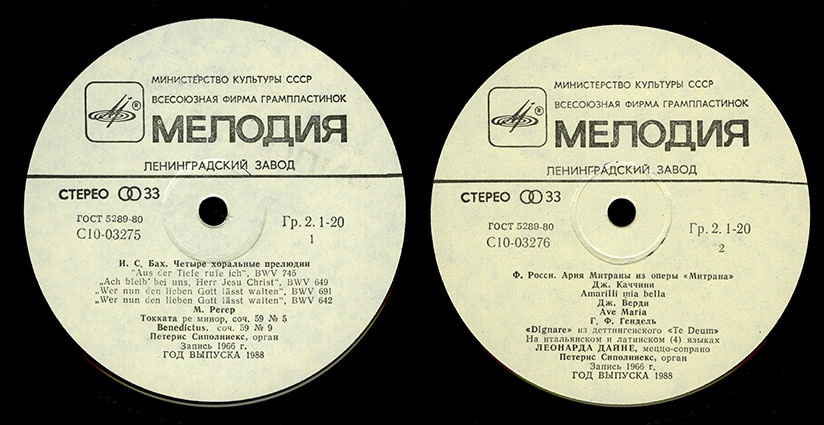 МИНИСТЕРСТВО КУЛЬТУРЫ СССР
ВСЕСОЮЗНАЯ ФИРМА ГРАМПЛАСТИНОК
®
МЕЛОДИЯ
ЛЕНИНГРАДСКИЙ ЗАВОД
СТЕРЕО 33
ГОСТ 5289-80
С10-03275
Гр. 2. 1-20
1
И. С. Бах. Четыре хоральные прелюдии
"Aus der Tiefe rufe ich", BWV 745
„Ach bleib' bei uns, Herr Jesu Christ", BWV 649
„Wer nun den lieben Gott lässt walten", BWV 691
„Wer nun den lieben Gott lässt walten", BWV 642
М. Регер
Токката ре минор, соч. 59 № 5
Benedictus, соч. 59 № 9
Петерис Сиполниекс, орган
Запись 1966 г.
ГОД ВЫПУСКА 1988
МИНИСТЕРСТВО КУЛЬТУРЫ СССР
ВСЕСОЮЗНАЯ ФИРМА ГРАМПЛАСТИНОК
®
МЕЛОДИЯ
ЛЕНИНГРАДСКИЙ ЗАВОД
СТЕРЕО 33
ГОСТ 5289-80
С10-03276
Гр. 2. 1-20
2
Ф. Росси. Ария Митраны из оперы «Митрана»
Дж. Каччини
Amarilli mia bella
Дж. Верди
Ave Maria
Г. Ф. Гендель
«Dignare» из деттингенского «Te Deum»
На итальянском и латинском (4) языках
ЛЕОНАРДА ДАЙНЕ, меццо-сопрано
Петерис Сиполниекс, орган
Запись 1966 г.
ГОД ВЫПУСКА 1988